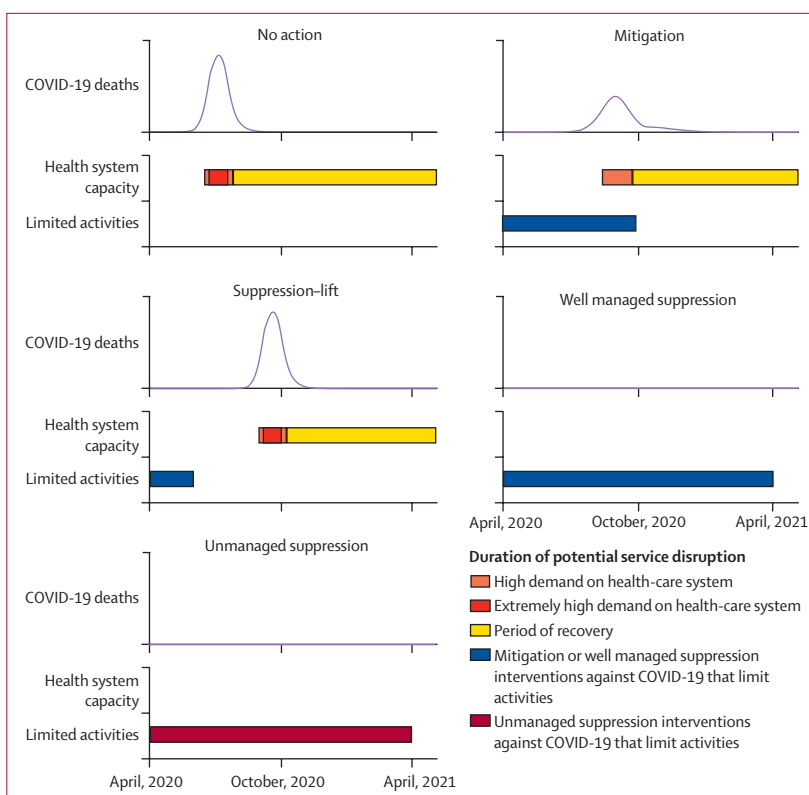 No action
COVID-19 deaths
Health system
capacity
Limited activities
Mitigation
Suppression–lift
COVID-19 deaths
Health system
capacity
Limited activities
Well managed suppression
April, 2020
October, 2020
April, 2021
Unmanaged suppression
COVID-19 deaths
Health system
capacity
Limited activities
April, 2020
October, 2020
April, 2021
Duration of potential service disruption
High demand on health-care system
Extremely high demand on health-care system
Period of recovery
Mitigation or well managed suppression
interventions against COVID-19 that limit
activities
Unmanaged suppression interventions
against COVID-19 that limit activities